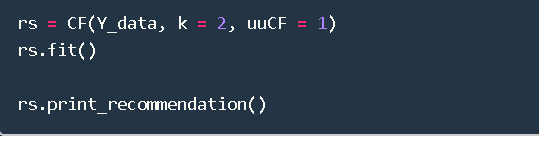 rs = CF(Y_data, k = 2, uuCF = 1)
rs.fit()
rs.print_recommendation()